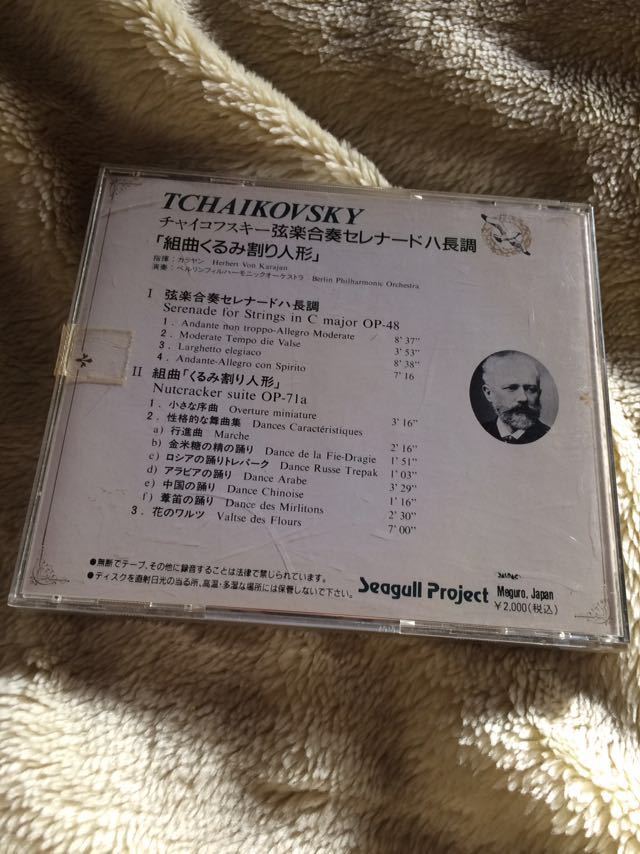 TCHAIKOVSKY
チャイコフスキー弦楽合奏セレナードハ長調
「組曲くるみ割り人形」
指揮：カラヤン Herbert Von Karajan
演奏：ベルリンフィルハーモニックオーケストラ Berlin Philharmonic Orchestra
I 弦楽合奏セレナードハ長調
Serenade for Strings in C major OP-48
1. Andante non troppo-Allegro Moderate 8'37"
2. Moderate Tempo die Valse 3'53"
3. Larghetto elegiaco 8'38"
4. Andante-Allegro con Spirito 7'16
II 組曲「くるみ割り人形」
Nutcracker suite OP-71a
1. 小さな序曲 Overture miniature 3'16"
2. 性格的な舞曲集 Dances Caractéristiques
a) 行進曲 Marche 2'16"
b) 金米糖の精の踊り Dance de la Fie-Dragie 1'51"
c) ロシアの踊りトレパーク Dance Russe Trepak 1'03"
d) アラビアの踊り Dance Arabe 3'29"
e) 中国の踊り Dance Chinoise 1'16"
f) 葦笛の踊り Dance des Mirlitons 2'30"
3. 花のワルツ Valtse des Flours 7'00"
●無断でテープ、その他に録音することは法律で禁じられています。
●ディスクを直射日光の当る所、高温・多湿な場所には保管しないで下さい。
Seagull Project
Meguro, Japan
¥2,000(税込)